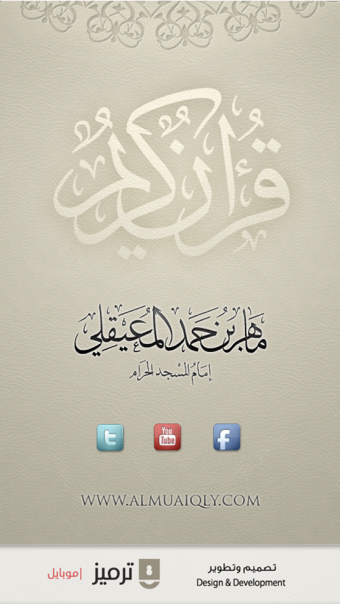 قرآن كريم
ماهر بن حمد المعيقلي
إمام المسجد الحرام
t You Tube f
WWW.ALMUAIQLY.COM
تصميم وتطوير
Design & Development
ترميز | موبايل